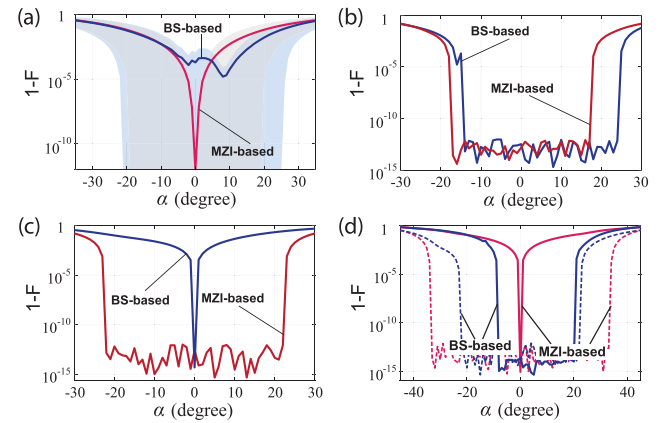 (a)
1
10-5
10-10
1-F
BS-based
MZI-based
-30 -20 -10 0 10 20 30
α (degree)
(b)
1
10-5
10-10
10-15
1-F
BS-based
MZI-based
-30 -20 -10 0 10 20 30
α (degree)
(c)
1
10-5
10-10
10-15
1-F
BS-based
MZI-based
-30 -20 -10 0 10 20 30
α (degree)
(d)
1
10-5
10-10
10-15
1-F
BS-based
MZI-based
-40 -20 0 20 40
α (degree)